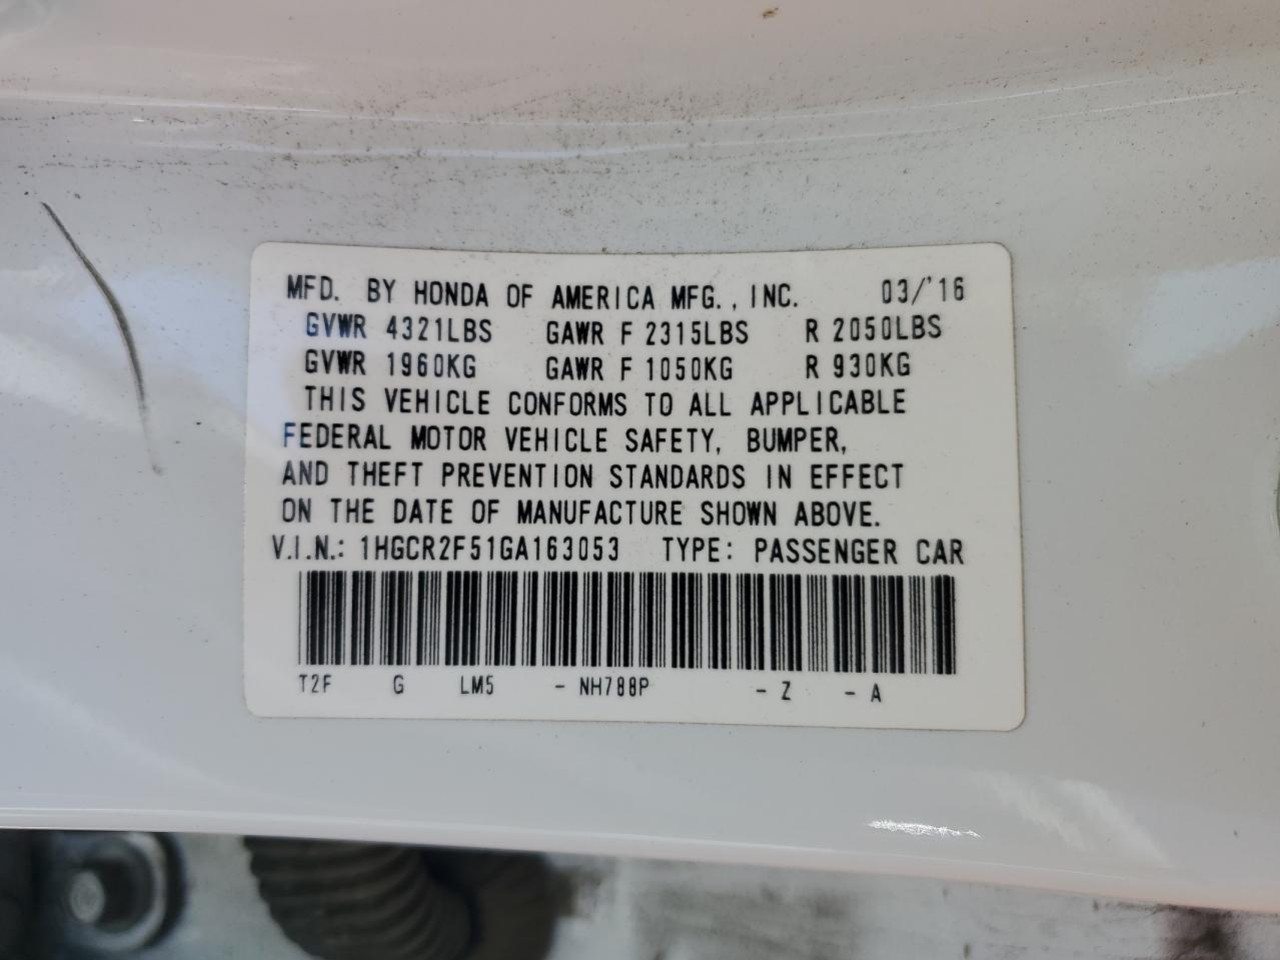 MFD. BY HONDA OF AMERICA MFG., INC. 03/'16
GVWR 4321LBS GAWR F 2315LBS R 2050LBS
GVWR 1960KG GAWR F 1050KG R 930KG
THIS VEHICLE CONFORMS TO ALL APPLICABLE
FEDERAL MOTOR VEHICLE SAFETY, BUMPER,
AND THEFT PREVENTION STANDARDS IN EFFECT
ON THE DATE OF MANUFACTURE SHOWN ABOVE.
V.I.N.: 1HGCR2F51GA163053 TYPE: PASSENGER CAR
T2F G LM5 - NH788P - Z - A